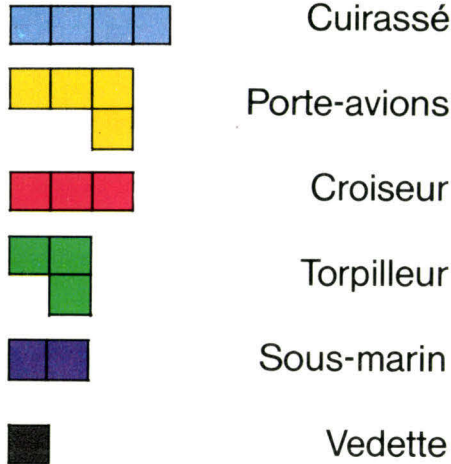 Cuirassé
Porte-avions
Croiseur
Torpilleur
Sous-marin
Vedette